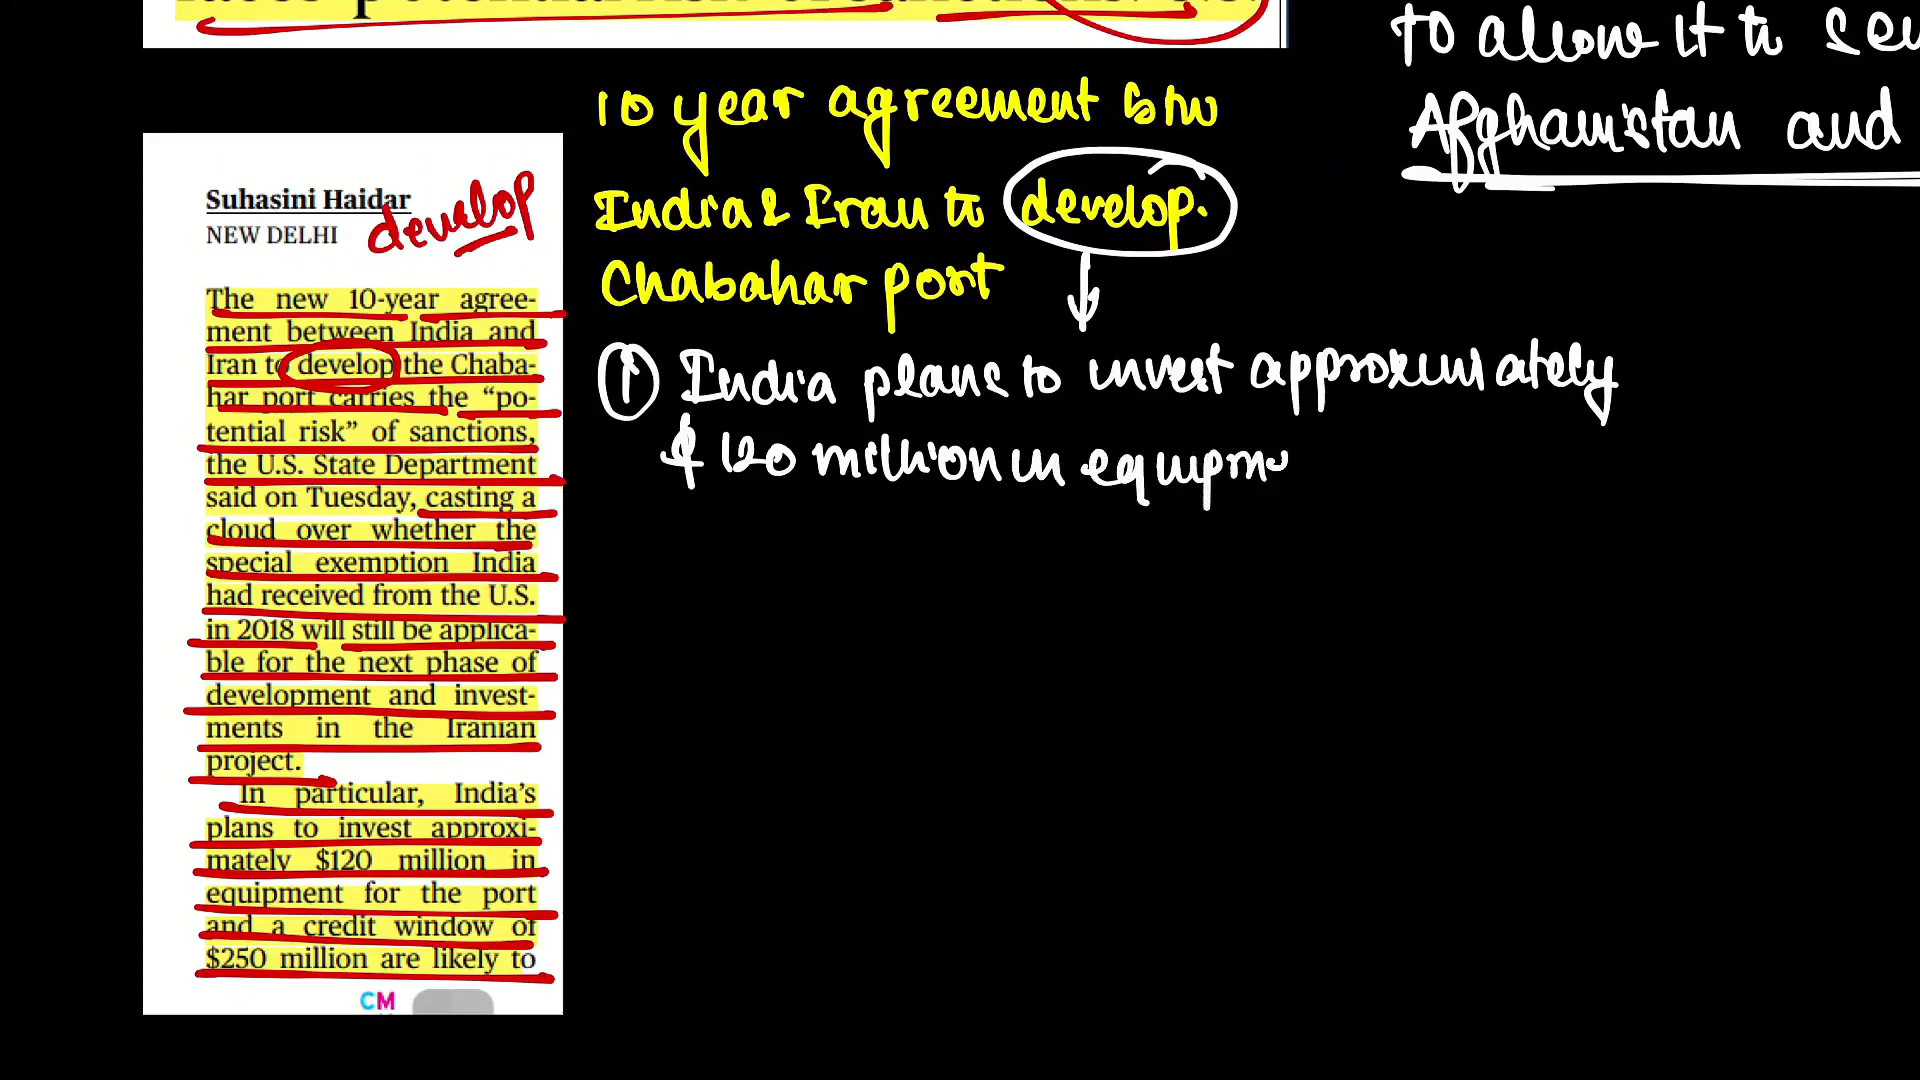 Suhasini Haidar
NEW DELHI
develop
The new 10-year agree-
ment between India and
Iran to develop the Chaba-
har port carries the “po-
tential risk” of sanctions,
the U.S. State Department
said on Tuesday, casting a
cloud over whether the
special exemption India
had received from the U.S.
in 2018 will still be applica-
ble for the next phase of
development and invest-
ments in the Iranian
project.
In particular, India’s
plans to invest approxi-
mately $120 million in
equipment for the port
and a credit window of
$250 million are likely to
CM
10 year agreement btw
India & Iran to develop.
Chabahar port
① India plans to invest approximately
$120 million in equipm
to allow it to
Afghanistan and